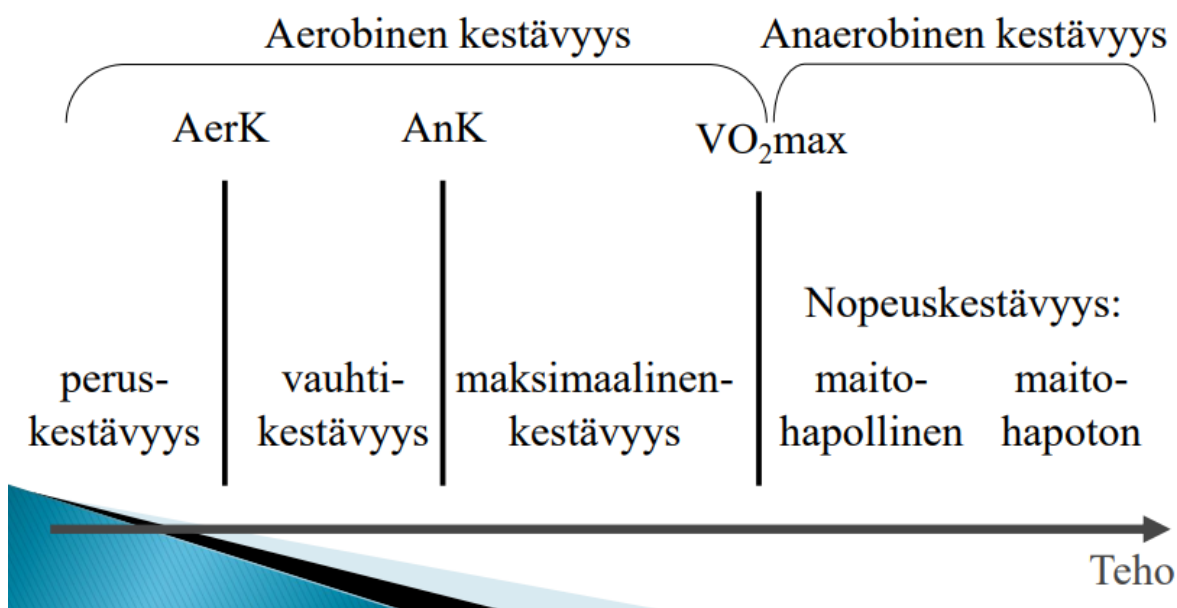 Aerobinen kestävyys Anaerobinen kestävyys
AerK AnK VO₂max
Nopeuskestävyys:
perus- vauhti- maksimaalinen- maito- maito-
kestävyys kestävyys kestävyys hapollinen hapoton
Teho